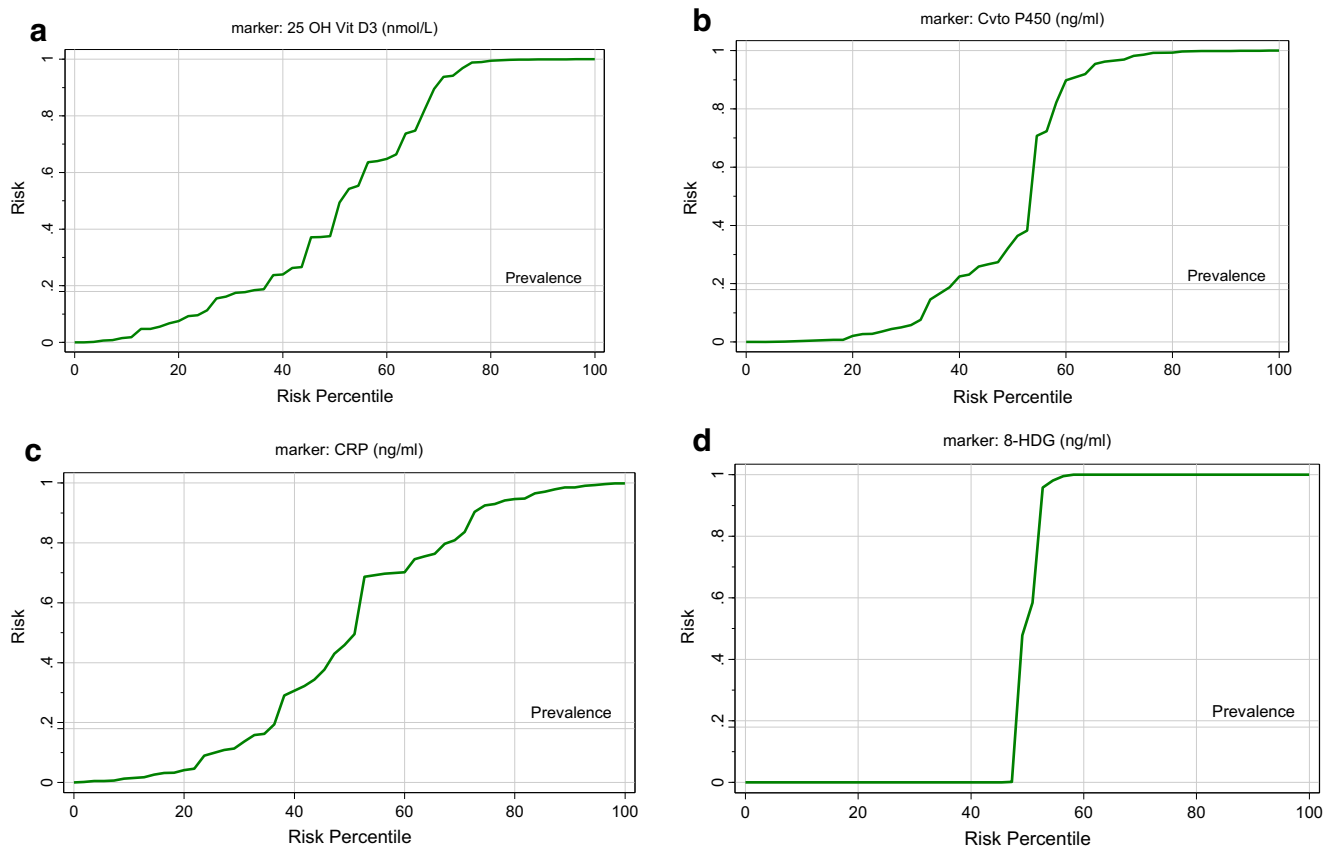 a
marker: 25 OH Vit D3 (nmol/L)
Risk
1
.8
.6
.4
.2
0
Prevalence
0 20 40 60 80 100
Risk Percentile
b
marker: Cvto P450 (ng/ml)
Risk
1
.8
.6
.4
.2
0
Prevalence
0 20 40 60 80 100
Risk Percentile
c
marker: CRP (ng/ml)
Risk
1
.8
.6
.4
.2
0
Prevalence
0 20 40 60 80 100
Risk Percentile
d
marker: 8-HDG (ng/ml)
Risk
1
.8
.6
.4
.2
0
Prevalence
0 20 40 60 80 100
Risk Percentile